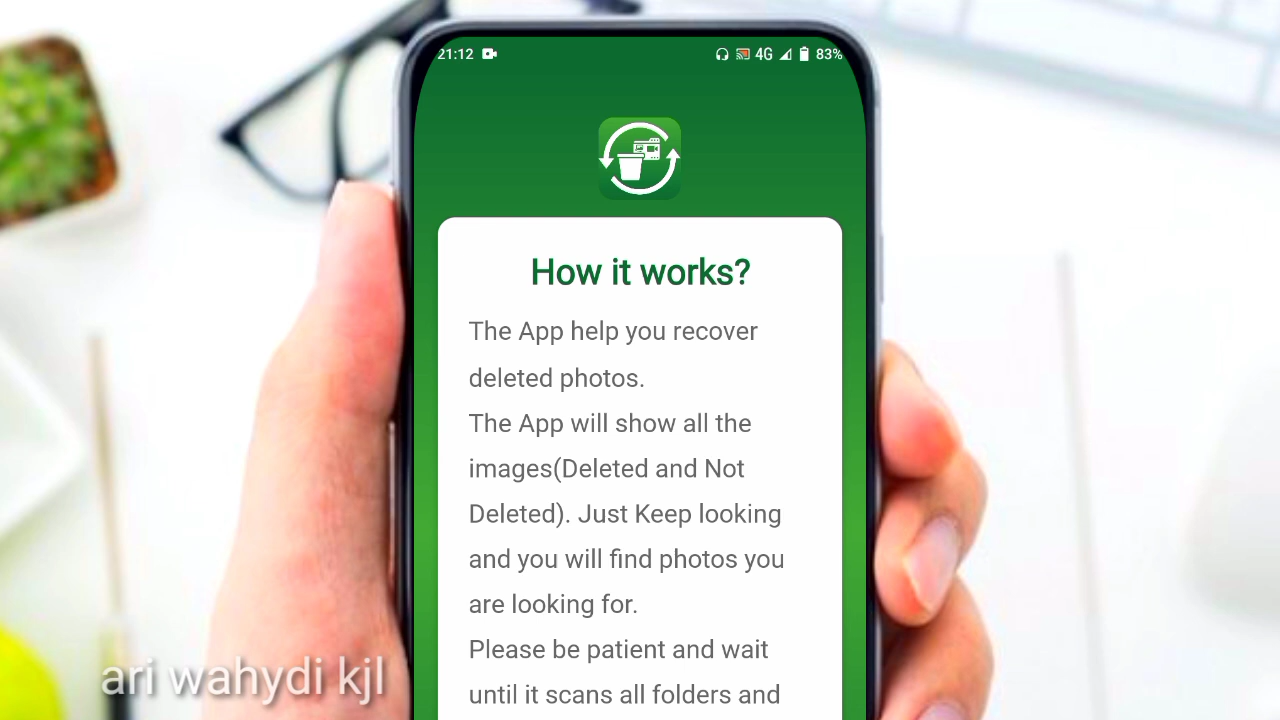 21:12
4G
83%
How it works?
The App help you recover
deleted photos.
The App will show all the
images(Deleted and Not
Deleted). Just Keep looking
and you will find photos you
are looking for.
Please be patient and wait
until it scans all folders and
ari wahydi kjl